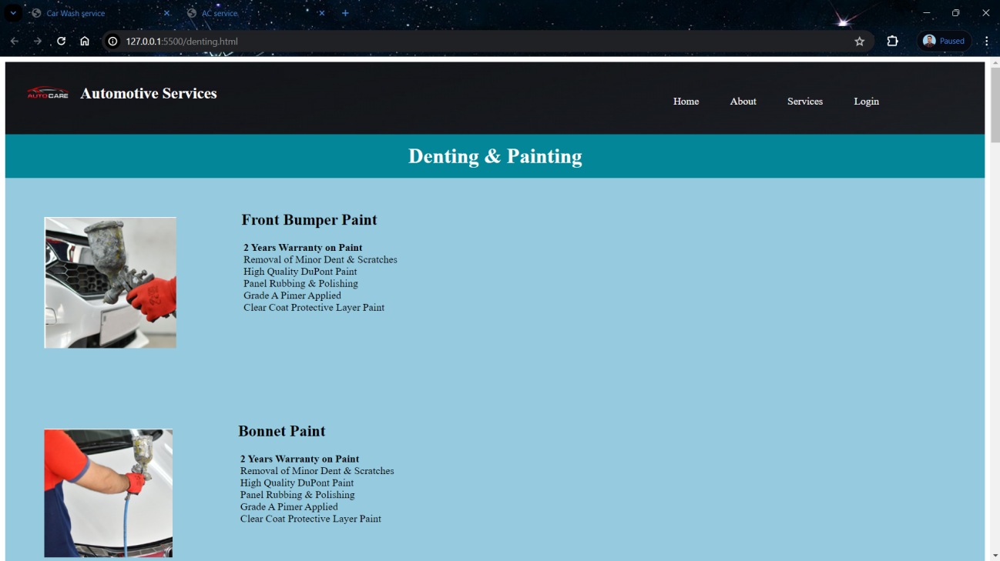 Car Wash service
AC service
127.0.0.1:5500/denting.html
Paused
AUTOCARE
Automotive Services
Home
About
Services
Login
Denting & Painting
Front Bumper Paint
2 Years Warranty on Paint
Removal of Minor Dent & Scratches
High Quality DuPont Paint
Panel Rubbing & Polishing
Grade A Pimer Applied
Clear Coat Protective Layer Paint
Bonnet Paint
2 Years Warranty on Paint
Removal of Minor Dent & Scratches
High Quality DuPont Paint
Panel Rubbing & Polishing
Grade A Pimer Applied
Clear Coat Protective Layer Paint